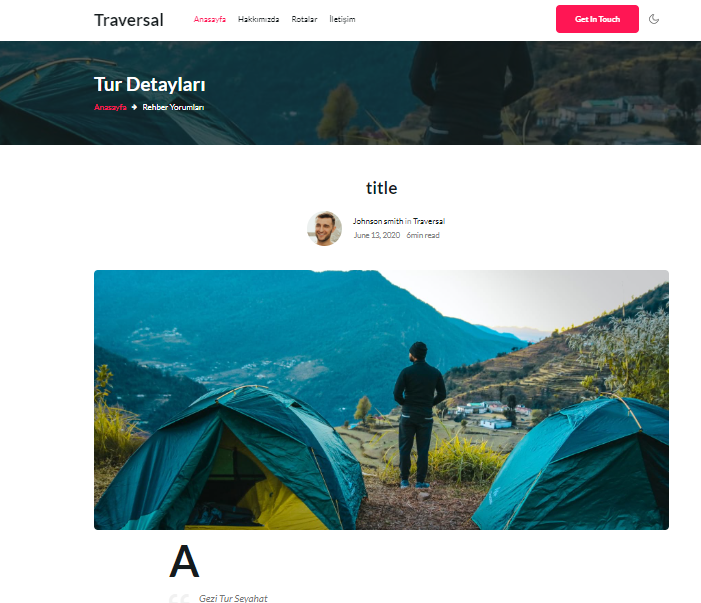 Traversal
Anasayfa Hakkımızda Rotalar İletişim
Get In Touch
Tur Detayları
Anasayfa Rehber Yorumları
title
Johnson smith in Traversal
June 13, 2020 6min read
A
Gezi Tur Seyahat